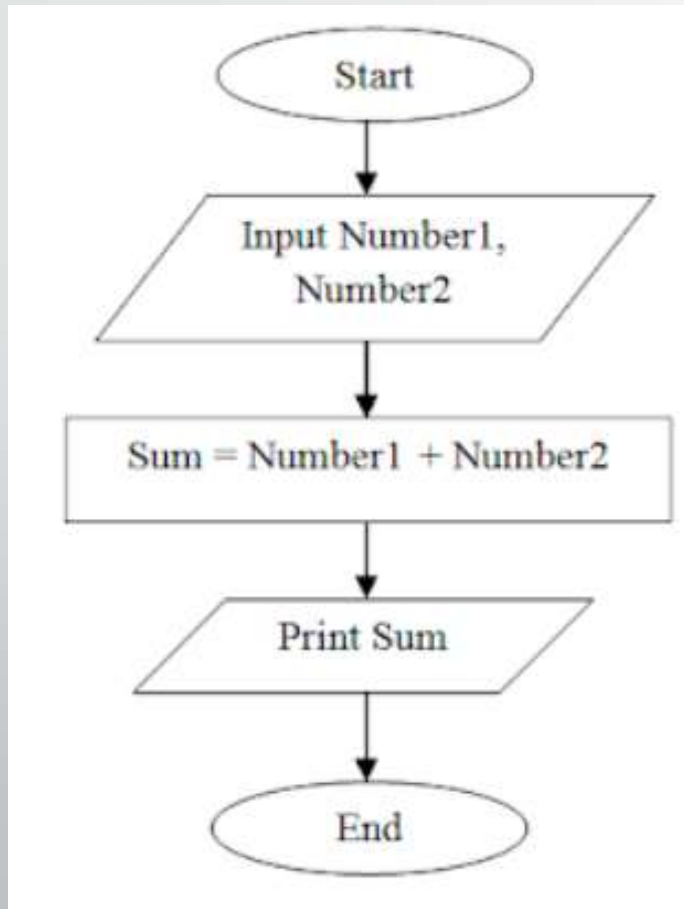 Start
Input Number1,
Number2
Sum = Number1 + Number2
Print Sum
End